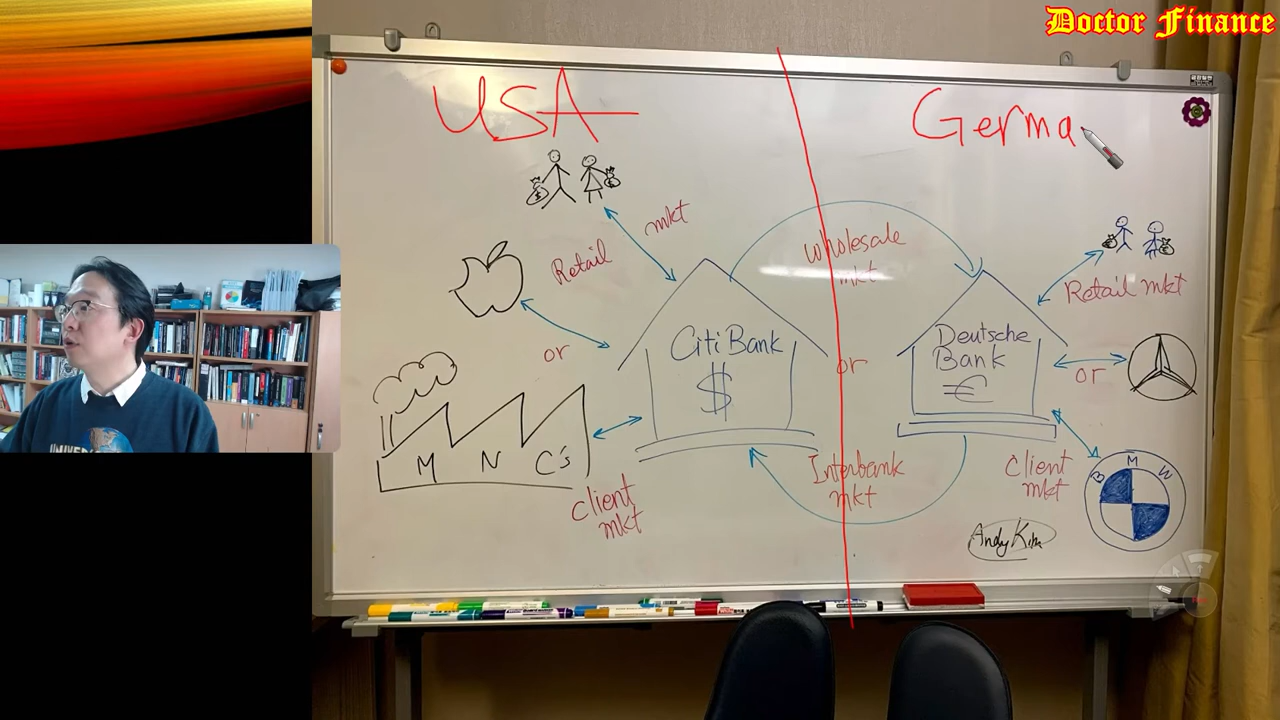 Doctor Finance
USA
Germa
mkt
Retail
wholesale
mkt
Retail mkt
Citi Bank
$
Deutsche
Bank
€
or
or
or
M N C's
Client
mkt
Interbank
mkt
Client
mkt
B M W
Andy Kim